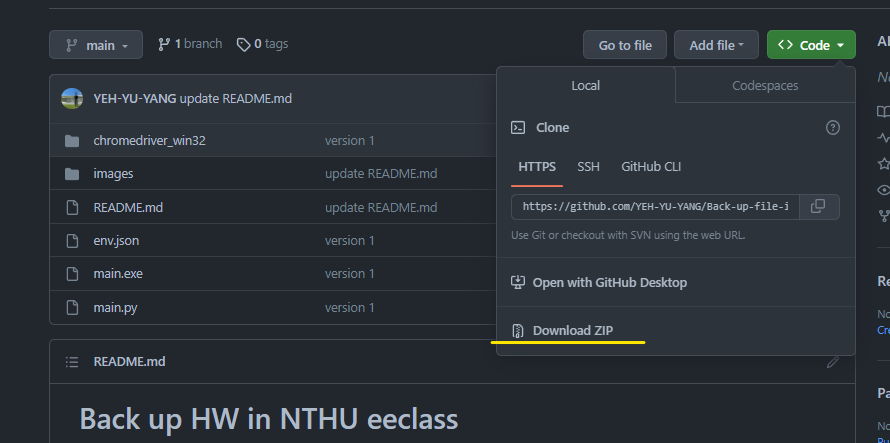 main
1 branch
0 tags
Go to file
Add file
Code
YEH-YU-YANG update README.md
chromedriver_win32 version 1
images update README.md
README.md update README.md
env.json version 1
main.exe version 1
main.py version 1
Local
Codespaces
Clone
HTTPS
SSH
GitHub CLI
https://github.com/YEH-YU-YANG/Back-up-file-i
Use Git or checkout with SVN using the web URL.
Open with GitHub Desktop
Download ZIP
README.md
Back up HW in NTHU eeclass
Re
No
Cre
Pa
No